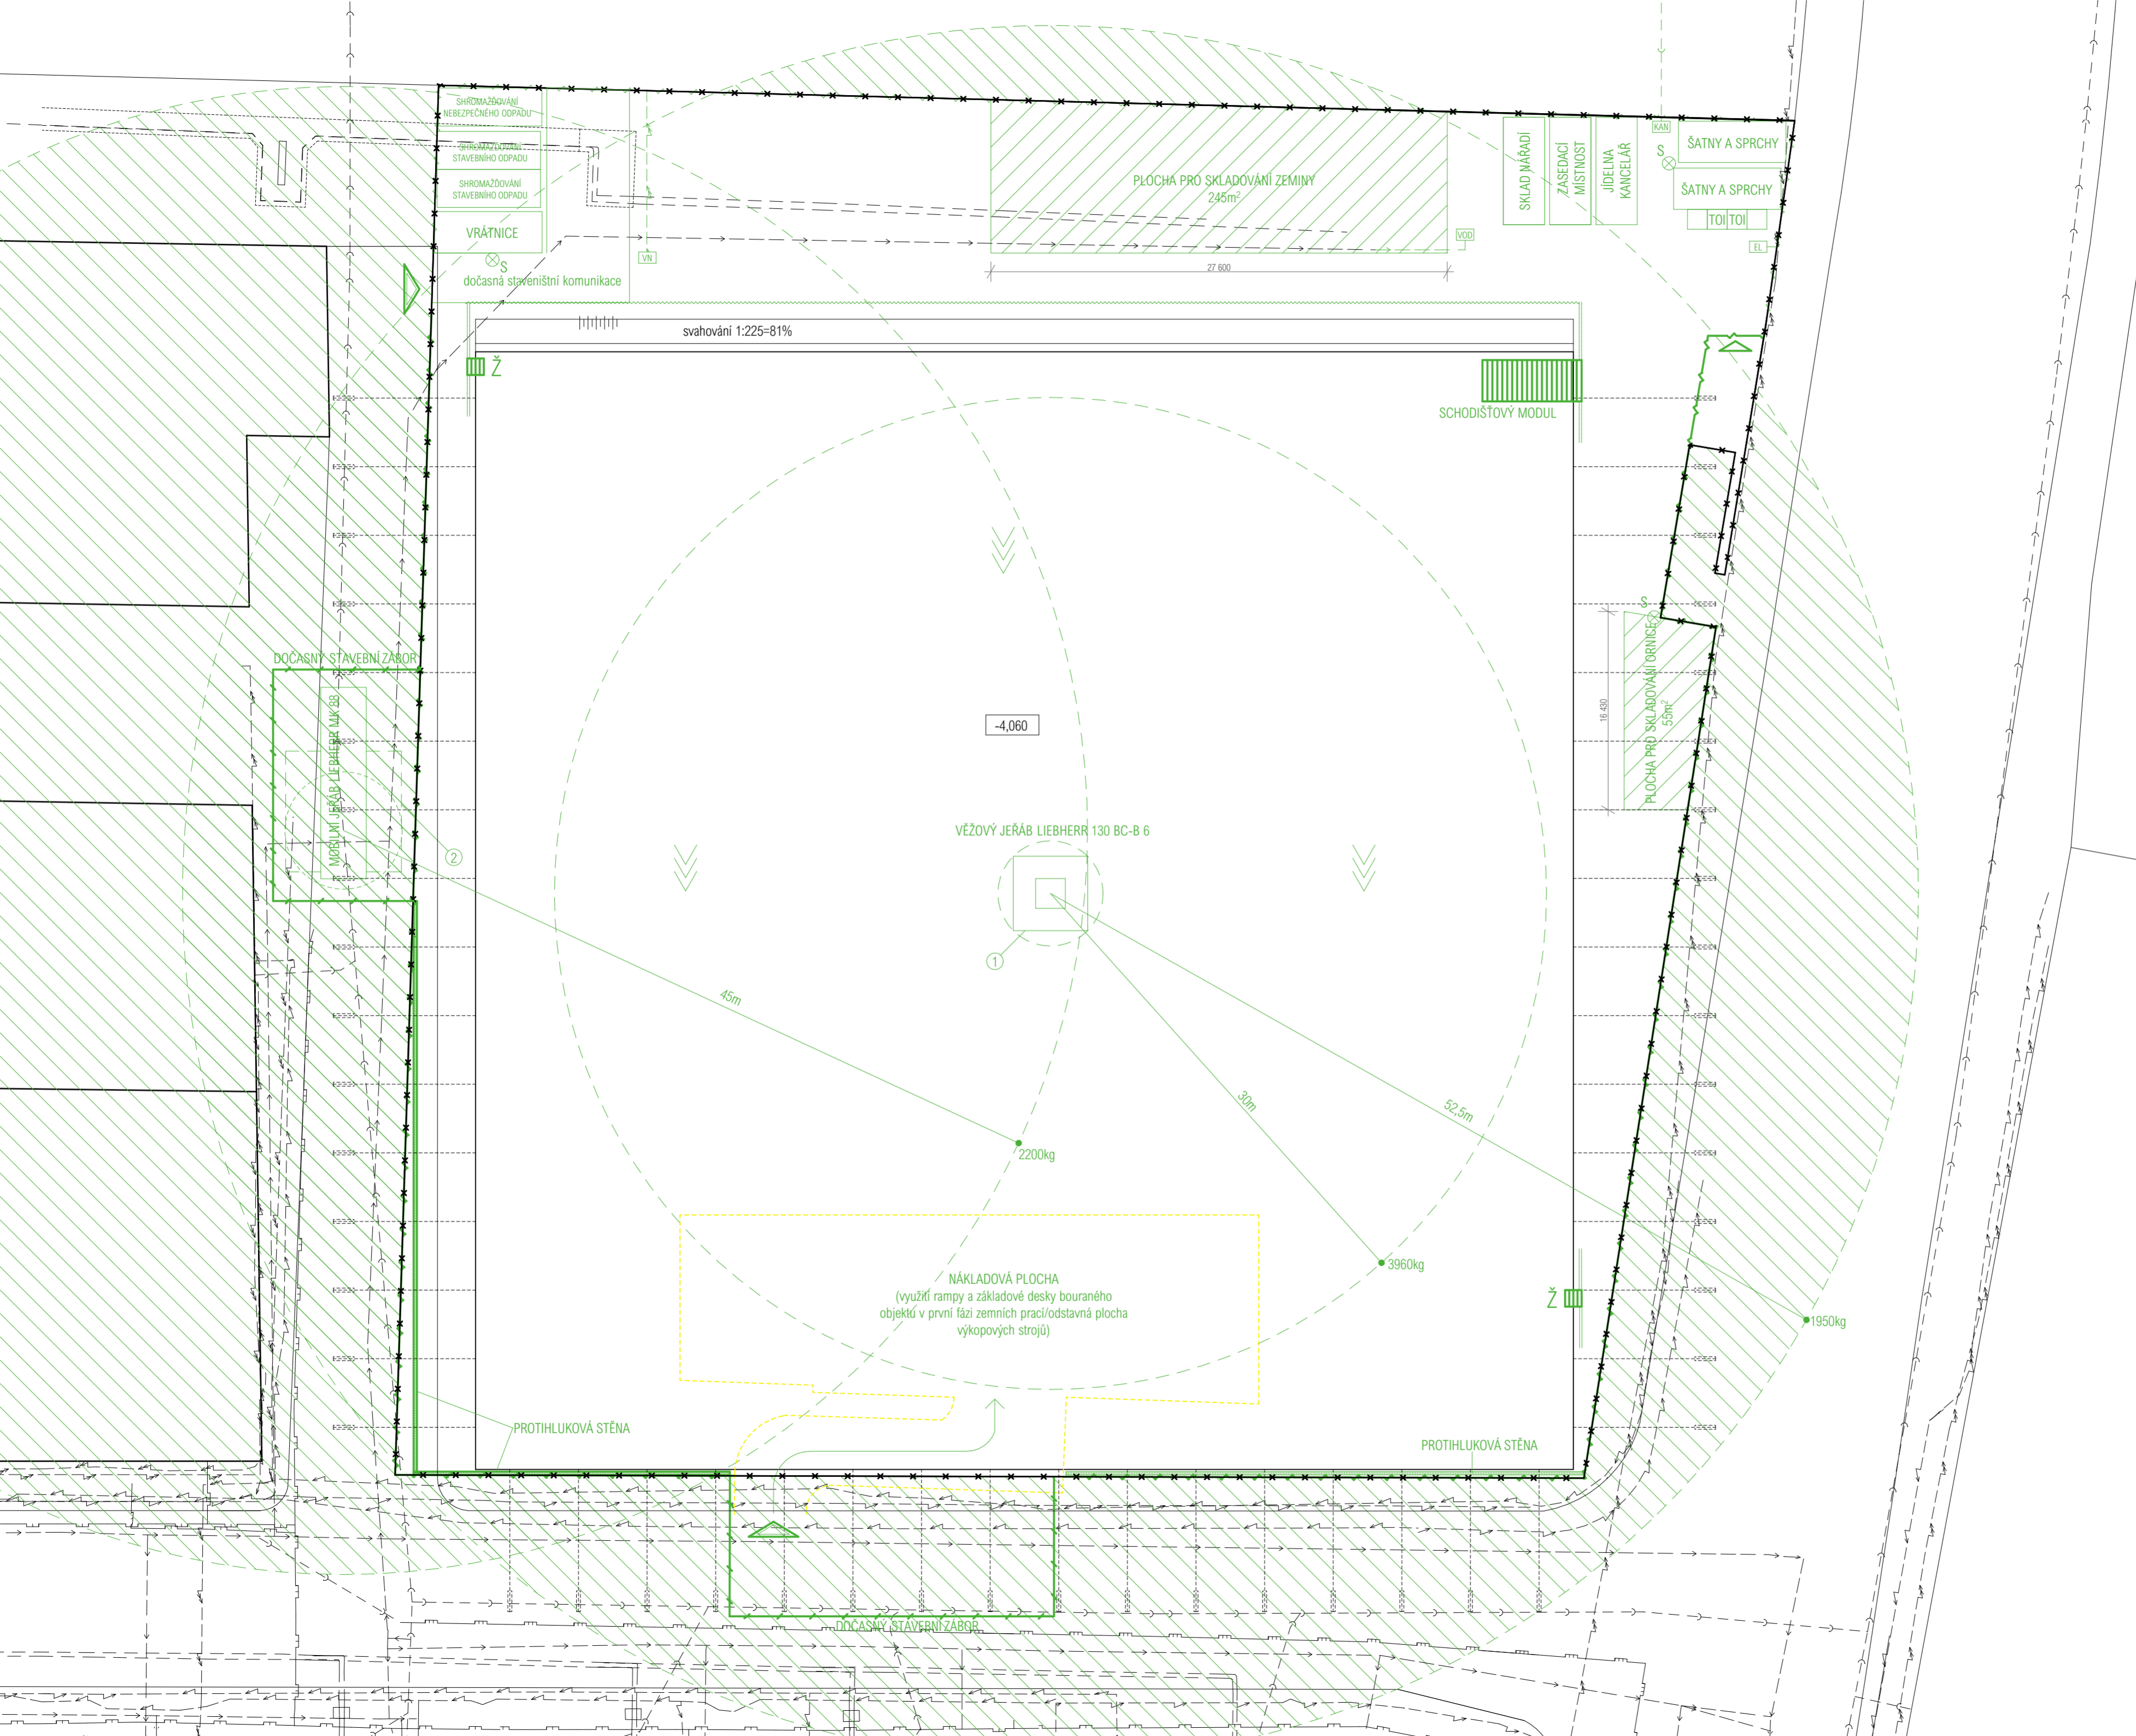 SHROMAŽĎOVÁNÍ
NEBEZPEČNÉHO ODPADU
SHROMAŽĎOVÁNÍ
STAVEBNÍHO ODPADU
SHROMAŽĎOVÁNÍ
STAVEBNÍHO ODPADU
VRÁTNICE
S
dočasná staveništní komunikace
VN
PLOCHA PRO SKLADOVÁNÍ ZEMINY
245m²
27 600
VOD
SKLAD NÁŘADÍ
ZASEDACÍ
MÍSTNOST
JÍDELNA
KANCELÁŘ
KAN
S
ŠATNY A SPRCHY
ŠATNY A SPRCHY
TOI TOI
EL
svahování 1:225=81%
Ž
SCHODIŠŤOVÝ MODUL
DOČASNÝ STAVEBNÍ ZÁBOR
MOBILNÍ JEŘÁB LIEBHERR MK 88
2
S
PLOCHA PRO SKLADOVÁNÍ ORNICE
55m²
16 430
-4,060
VĚŽOVÝ JEŘÁB LIEBHERR 130 BC-B 6
1
45m
30m
52,5m
2200kg
3960kg
1950kg
NÁKLADOVÁ PLOCHA
(využití rampy a základové desky bouraného
objektu v první fázi zemních prací/odstavná plocha
výkopových strojů)
Ž
PROTIHLUKOVÁ STĚNA
PROTIHLUKOVÁ STĚNA
DOČASNÝ STAVEBNÍ ZÁBOR